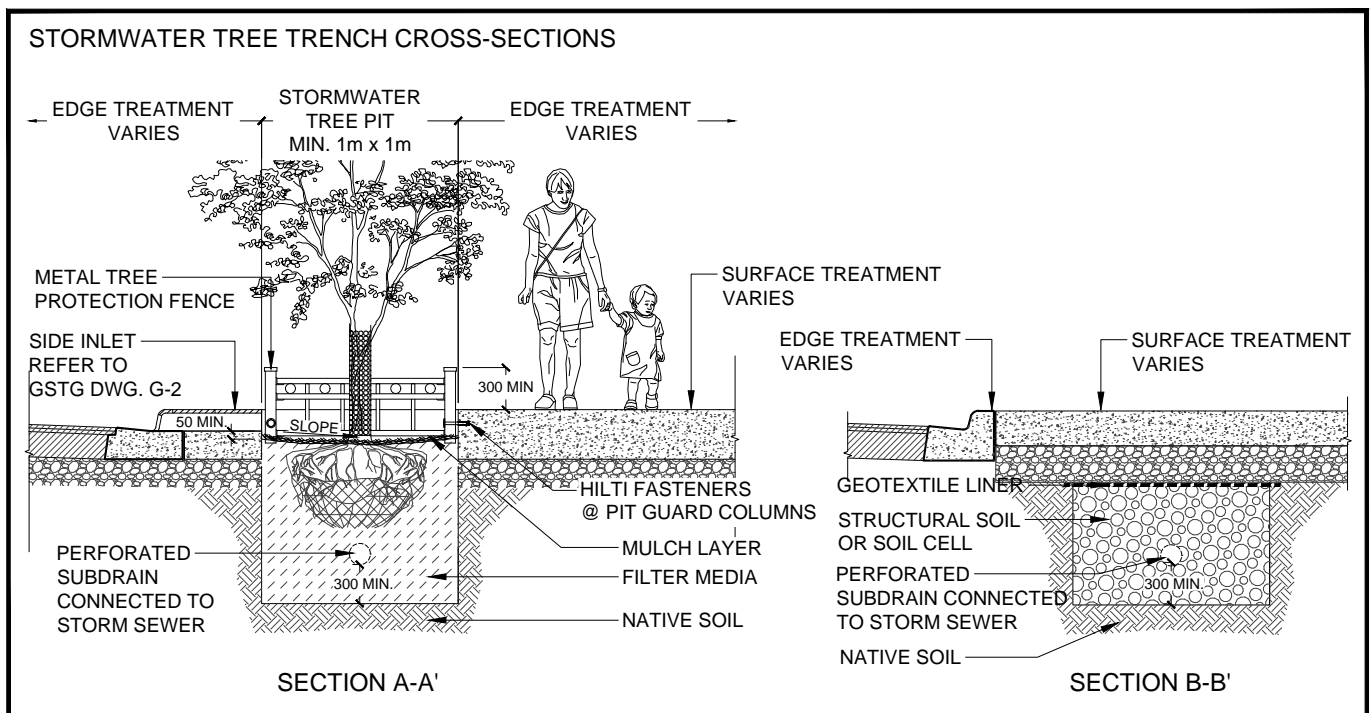 STORMWATER TREE TRENCH CROSS-SECTIONS
EDGE TREATMENT
VARIES
STORMWATER
TREE PIT
MIN. 1m x 1m
EDGE TREATMENT
VARIES
METAL TREE
PROTECTION FENCE
SIDE INLET
REFER TO
GSTG DWG. G-2
50 MIN.
SLOPE
300 MIN
SURFACE TREATMENT
VARIES
HILTI FASTENERS
@ PIT GUARD COLUMNS
MULCH LAYER
FILTER MEDIA
NATIVE SOIL
PERFORATED
SUBDRAIN
CONNECTED TO
STORM SEWER
300 MIN.
SECTION A-A'
EDGE TREATMENT
VARIES
SURFACE TREATMENT
VARIES
GEOTEXTILE LINER
STRUCTURAL SOIL
OR SOIL CELL
PERFORATED
SUBDRAIN CONNECTED
TO STORM SEWER
300 MIN.
NATIVE SOIL
SECTION B-B'